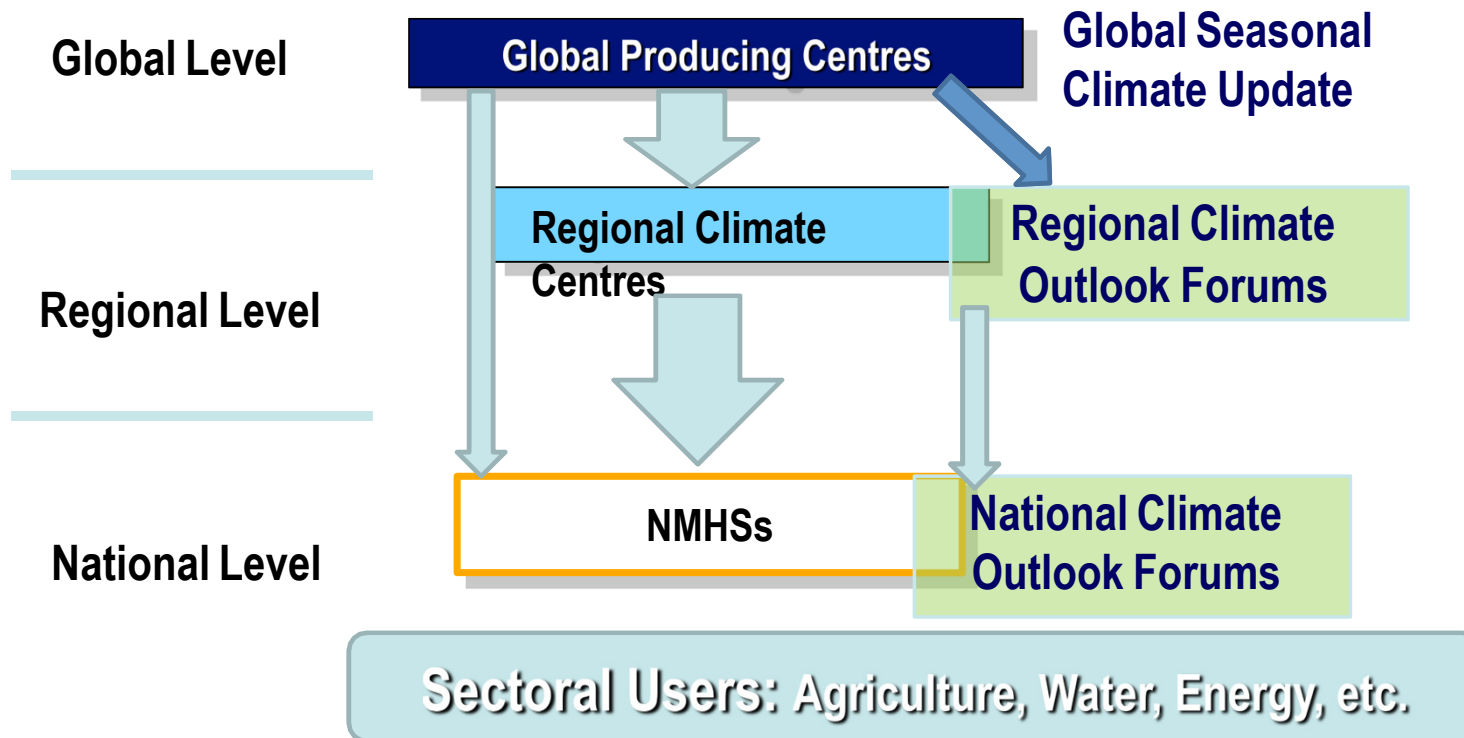 Global Level
Global Producing Centres
Global Seasonal
Climate Update
Regional Level
Regional Climate
Centres
Regional Climate
Outlook Forums
National Level
NMHSs
National Climate
Outlook Forums
Sectoral Users: Agriculture, Water, Energy, etc.